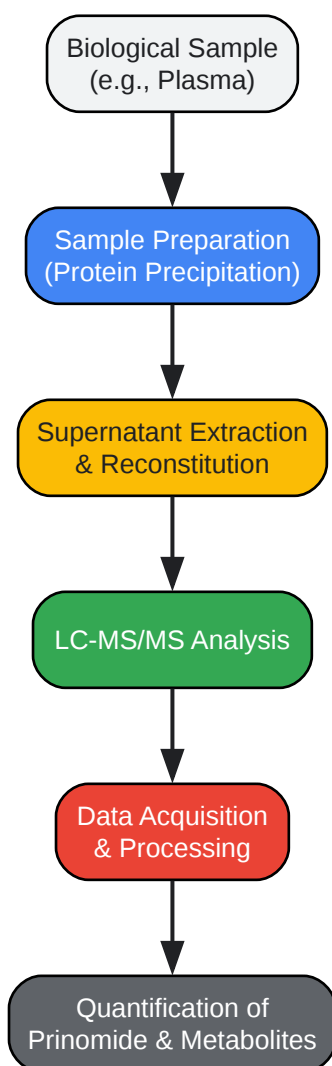 Biological Sample
(e.g., Plasma)
Sample Preparation
(Protein Precipitation)
Supernatant Extraction
& Reconstitution
LC-MS/MS Analysis
Data Acquisition
& Processing
Quantification of
Prinomide & Metabolites